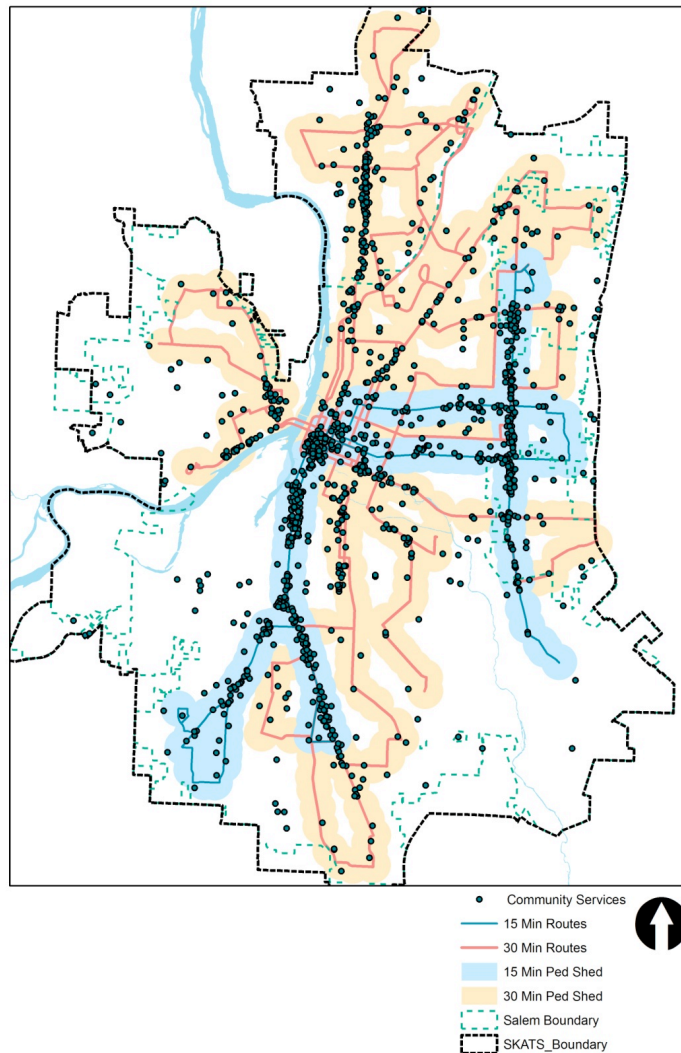 Community Services
15 Min Routes
30 Min Routes
15 Min Ped Shed
30 Min Ped Shed
Salem Boundary
SKATS_Boundary